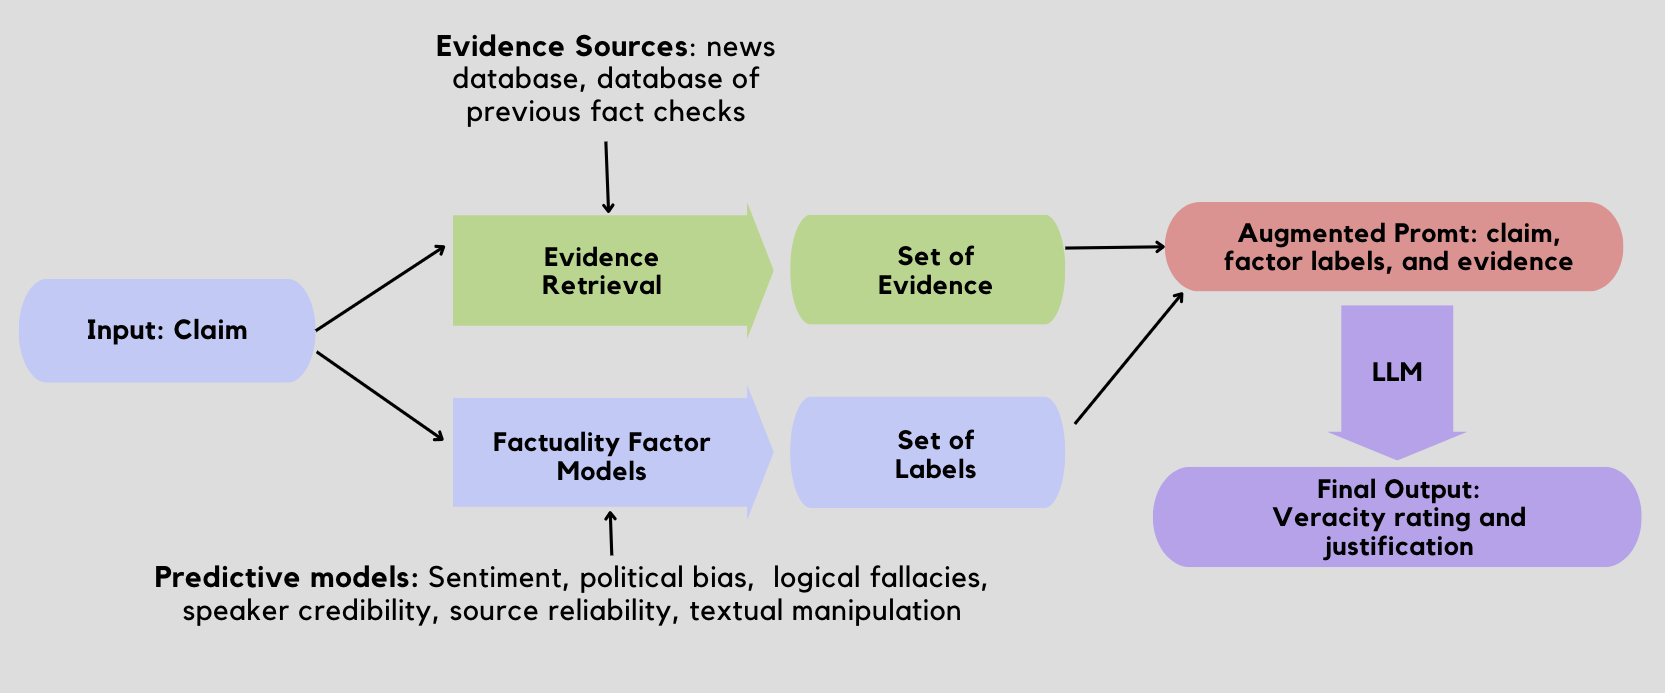 Evidence Sources: news
database, database of
previous fact checks
Input: Claim
Evidence
Retrieval
Set of
Evidence
Augmented Promt: claim,
factor labels, and evidence
Factuality Factor
Models
Set of
Labels
LLM
Final Output:
Veracity rating and
justification
Predictive models: Sentiment, political bias,  logical fallacies,
speaker credibility, source reliability, textual manipulation